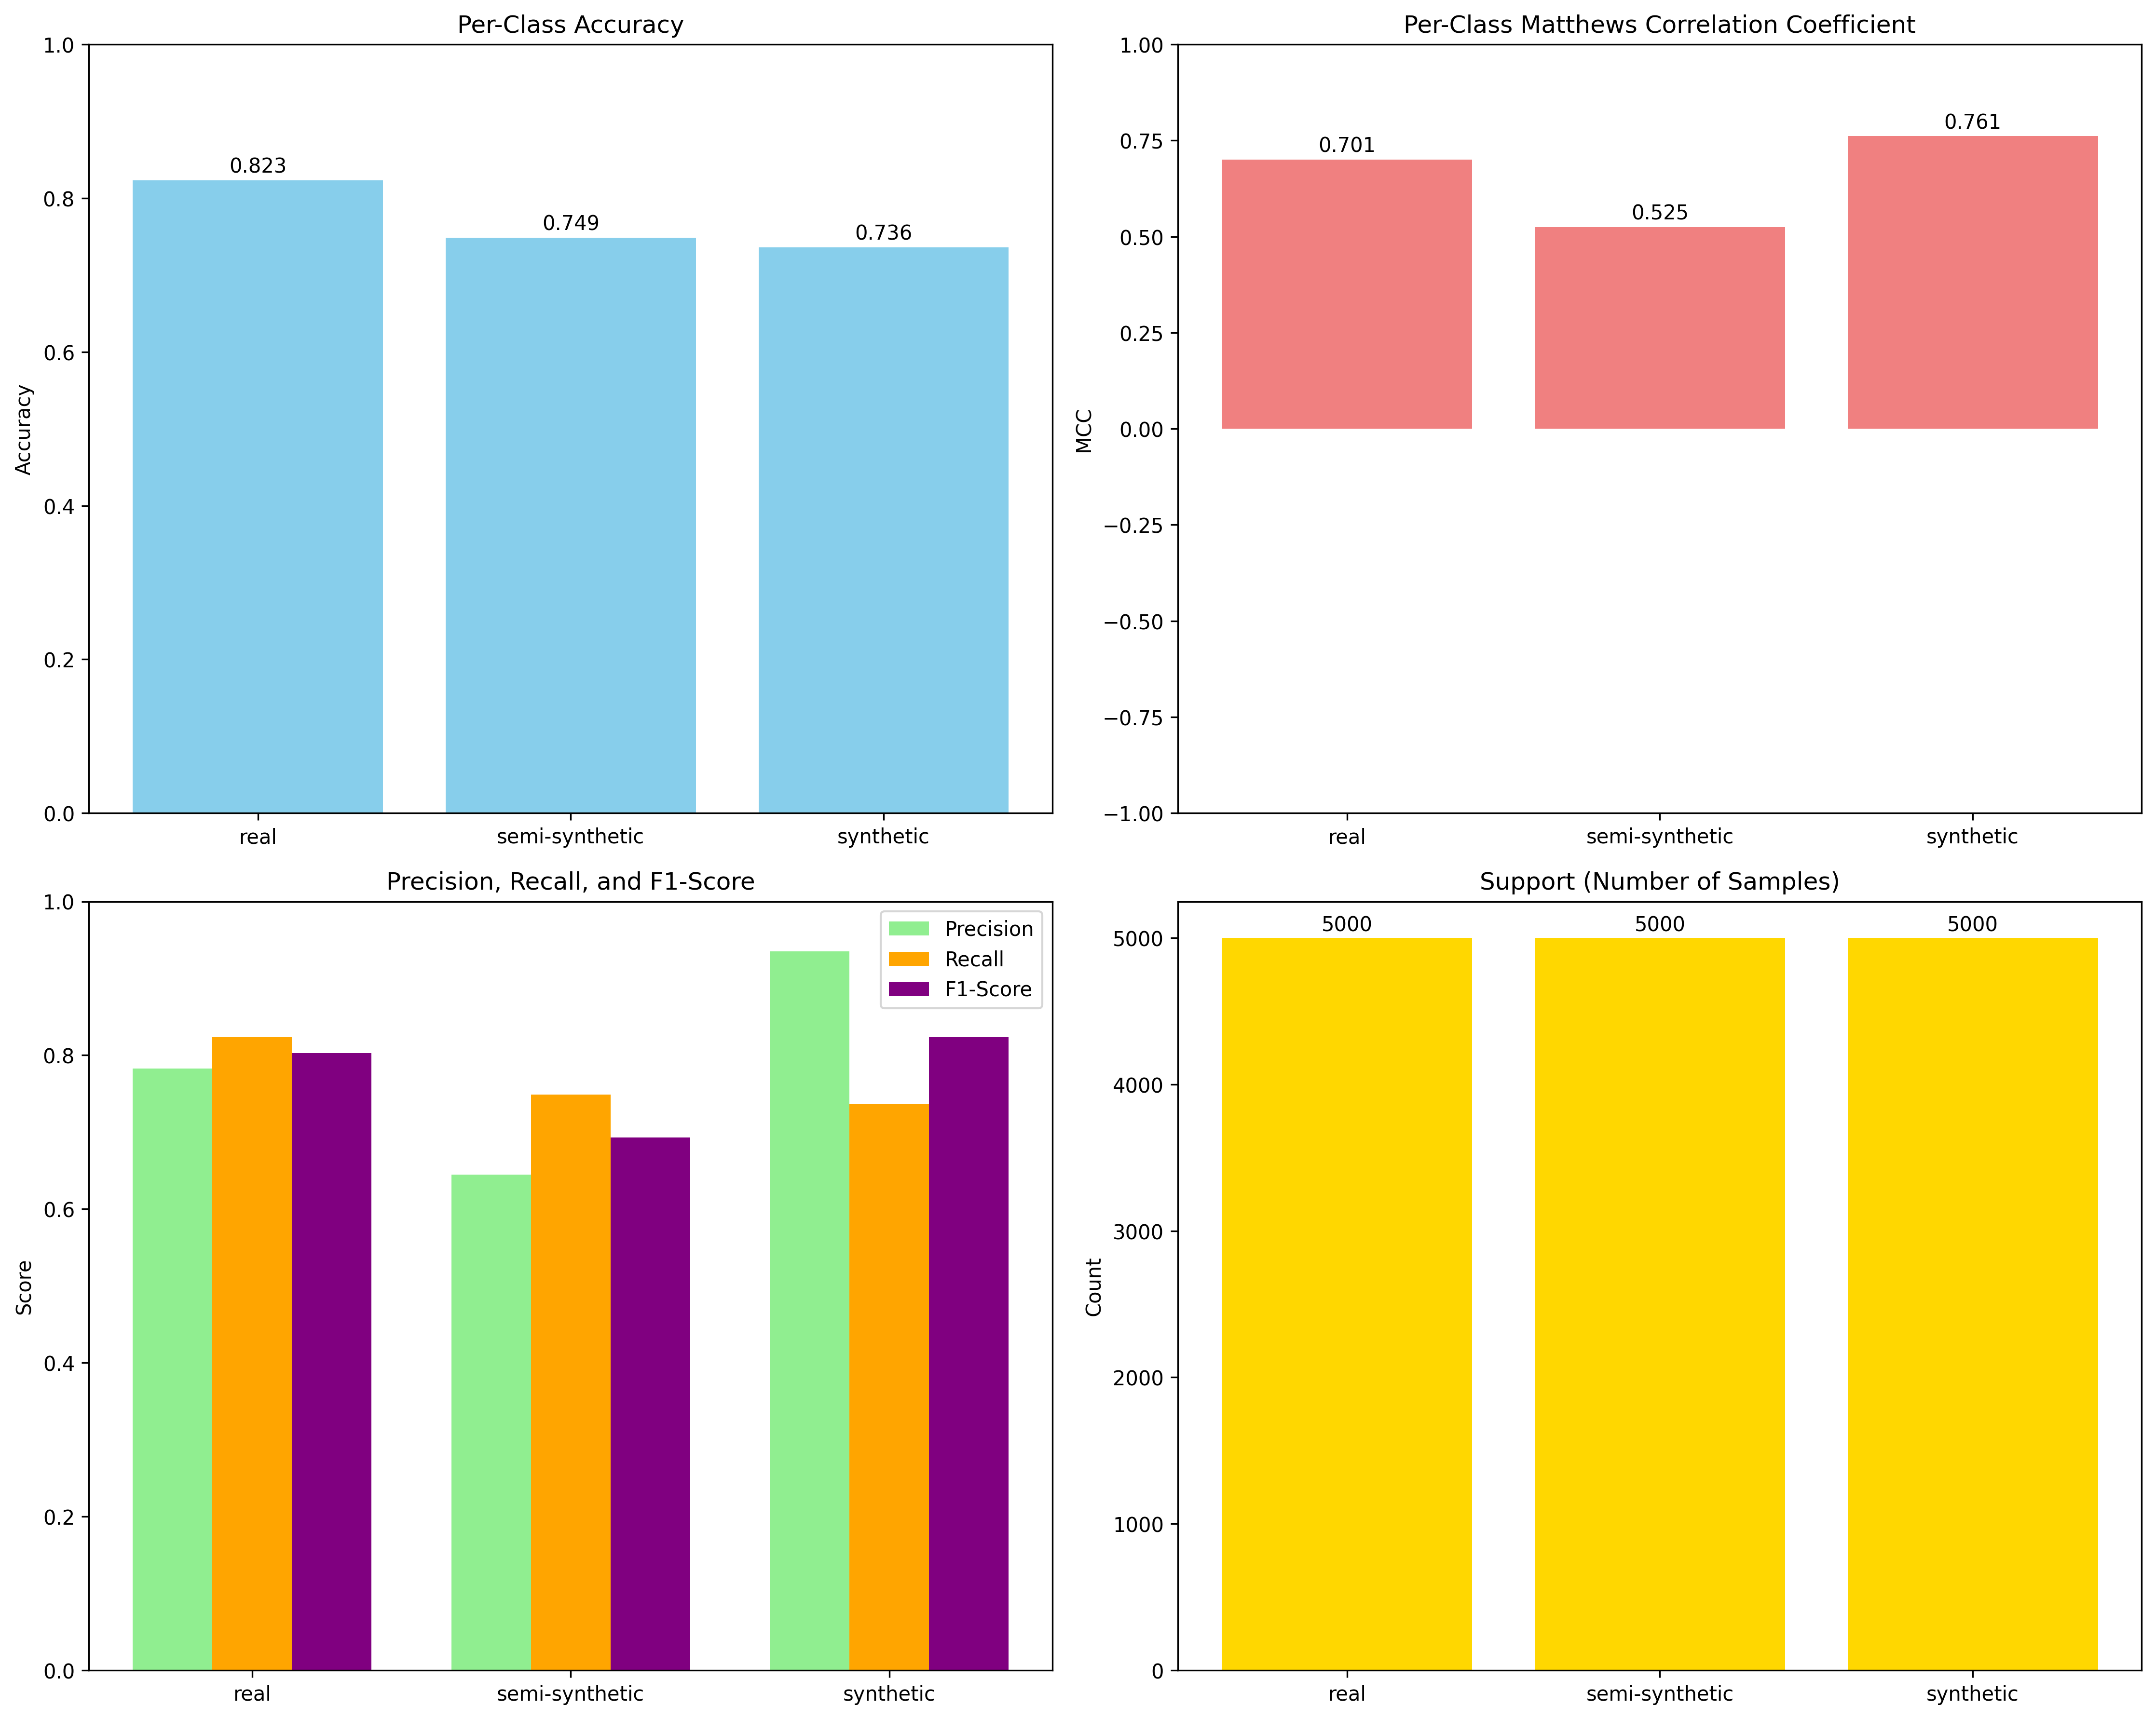 Per-Class Accuracy
1.0
0.8
0.6
0.4
0.2
0.0
Accuracy
0.823
0.749
0.736
real
semi-synthetic
synthetic
Per-Class Matthews Correlation Coefficient
1.00
0.75
0.50
0.25
0.00
−0.25
−0.50
−0.75
−1.00
MCC
0.701
0.525
0.761
real
semi-synthetic
synthetic
Precision, Recall, and F1-Score
1.0
0.8
0.6
0.4
0.2
0.0
Score
Precision
Recall
F1-Score
real
semi-synthetic
synthetic
Support (Number of Samples)
5000
4000
3000
2000
1000
0
Count
5000
5000
5000
real
semi-synthetic
synthetic